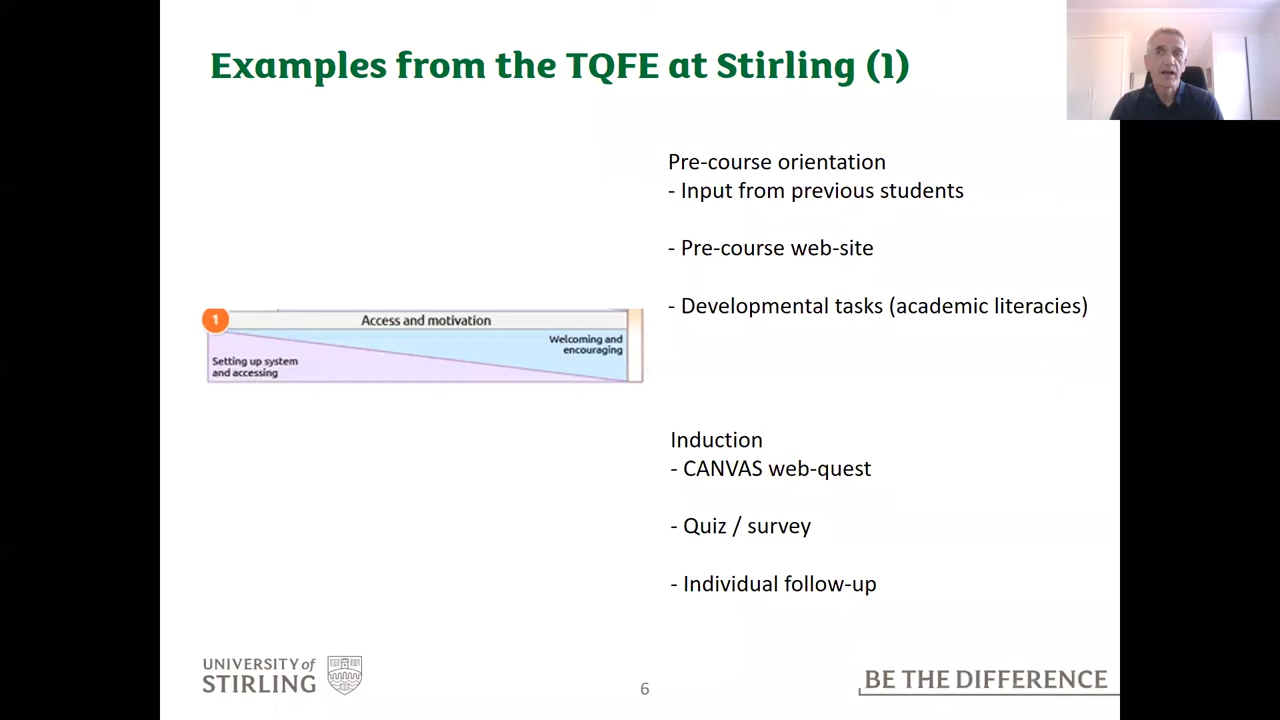 Examples from the TQFE at Stirling (1)
Pre-course orientation
- Input from previous students
- Pre-course web-site
- Developmental tasks (academic literacies)
1
Access and motivation
Welcoming and
encouraging
Setting up system
and accessing
Induction
- CANVAS web-quest
- Quiz / survey
- Individual follow-up
UNIVERSITY of
STIRLING
6
BE THE DIFFERENCE